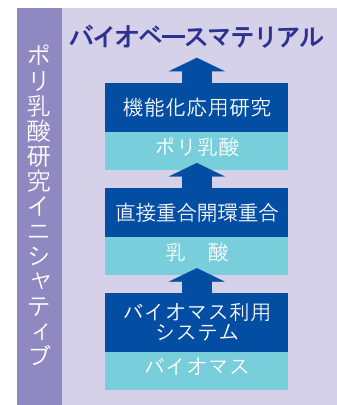 ポリ乳酸研究イニシャティブ
バイオベースマテリアル
機能化応用研究
ポリ乳酸
直接重合開環重合
乳　酸
バイオマス利用
システム
バイオマス